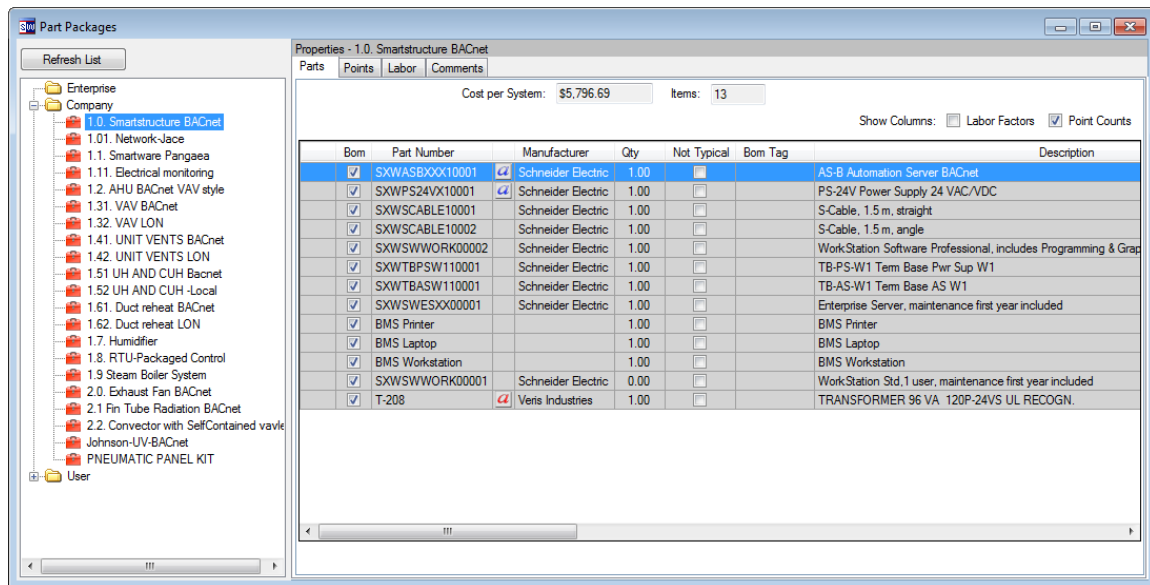 SW Part Packages
Refresh List
Enterprise
Company
1.0. Smartstructure BACnet
1.01. Network-Jace
1.1. Smartware Pangaea
1.11. Electrical monitoring
1.2. AHU BACnet VAV style
1.31. VAV BACnet
1.32. VAV LON
1.41. UNIT VENTS BACnet
1.42. UNIT VENTS LON
1.51 UH AND CUH Bacnet
1.52 UH AND CUH -Local
1.61. Duct reheat BACnet
1.62. Duct reheat LON
1.7. Humidifier
1.8. RTU-Packaged Control
1.9 Steam Boiler System
2.0. Exhaust Fan BACnet
2.1 Fin Tube Radiation BACnet
2.2. Convector with SelfContained vavle
Johnson-UV-BACnet
PNEUMATIC PANEL KIT
User
Properties - 1.0. Smartstructure BACnet
Parts Points Labor Comments
Cost per System: $5,796.69 Items: 13
Show Columns: Labor Factors Point Counts
Bom Part Number Manufacturer Qty Not Typical Bom Tag Description
SXWASBXXX10001 a Schneider Electric 1.00 AS-B Automation Server BACnet
SXWPS24VX10001 a Schneider Electric 1.00 PS-24V Power Supply 24 VAC/VDC
SXWSCABLE10001 Schneider Electric 1.00 S-Cable, 1.5 m, straight
SXWSCABLE10002 Schneider Electric 1.00 S-Cable, 1.5 m, angle
SXWSWWORK00002 Schneider Electric 1.00 WorkStation Software Professional, includes Programming & Grap
SXWTBPSW110001 Schneider Electric 1.00 TB-PS-W1 Term Base Pwr Sup W1
SXWTBASW110001 Schneider Electric 1.00 TB-AS-W1 Term Base AS W1
SXWSWESXX00001 Schneider Electric 1.00 Enterprise Server, maintenance first year included
BMS Printer 1.00 BMS Printer
BMS Laptop 1.00 BMS Laptop
BMS Workstation 1.00 BMS Workstation
SXWSWWORK00001 Schneider Electric 0.00 WorkStation Std,1 user, maintenance first year included
T-208 a Veris Industries 1.00 TRANSFORMER 96 VA 120P-24VS UL RECOGN.